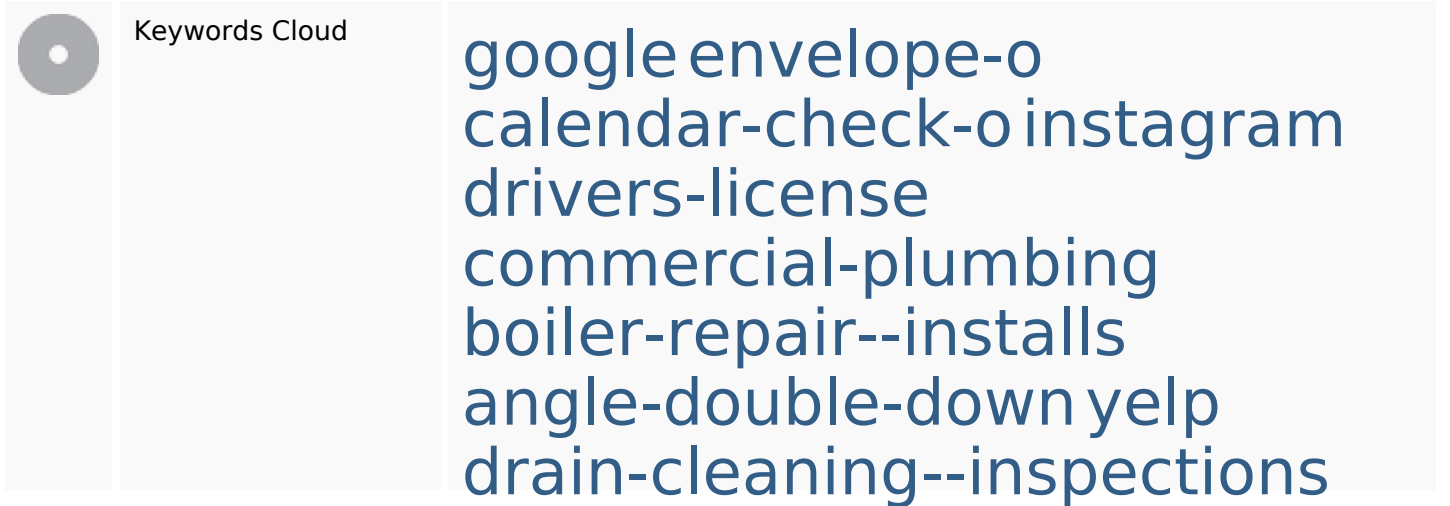 Keywords Cloud
google envelope-o
calendar-check-o instagram
drivers-license
commercial-plumbing
boiler-repair--installs
angle-double-down yelp
drain-cleaning--inspections